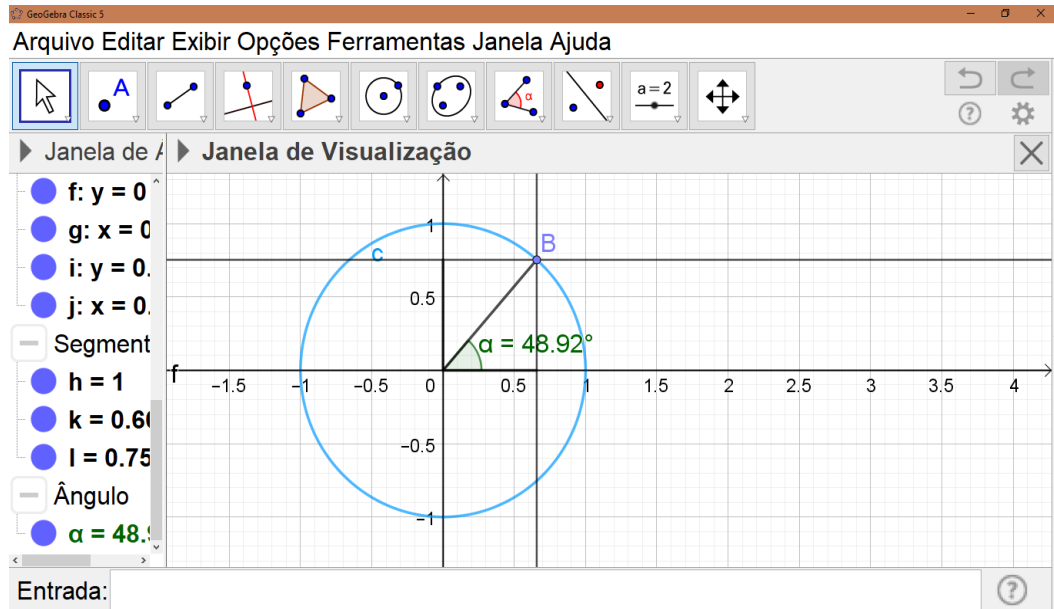 GeoGebra Classic 5
Arquivo Editar Exibir Opções Ferramentas Janela Ajuda
A
α
a = 2
Janela de
Janela de Visualização
f: y = 0
g: x = 0
i: y = 0.
j: x = 0.
Segment
h = 1
k = 0.6
l = 0.75
Ângulo
α = 48.
1
c
B
0.5
α = 48.92°
f
−1.5 −1 −0.5 0 0.5 1 1.5 2 2.5 3 3.5 4
−0.5
−1
Entrada: